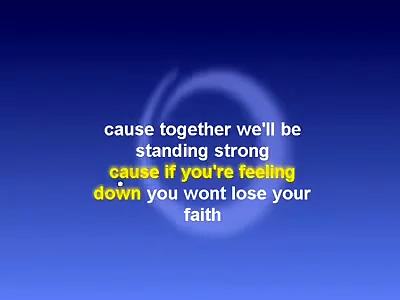 cause together we'll be
standing strong
cause if you're feeling
down you wont lose your
faith